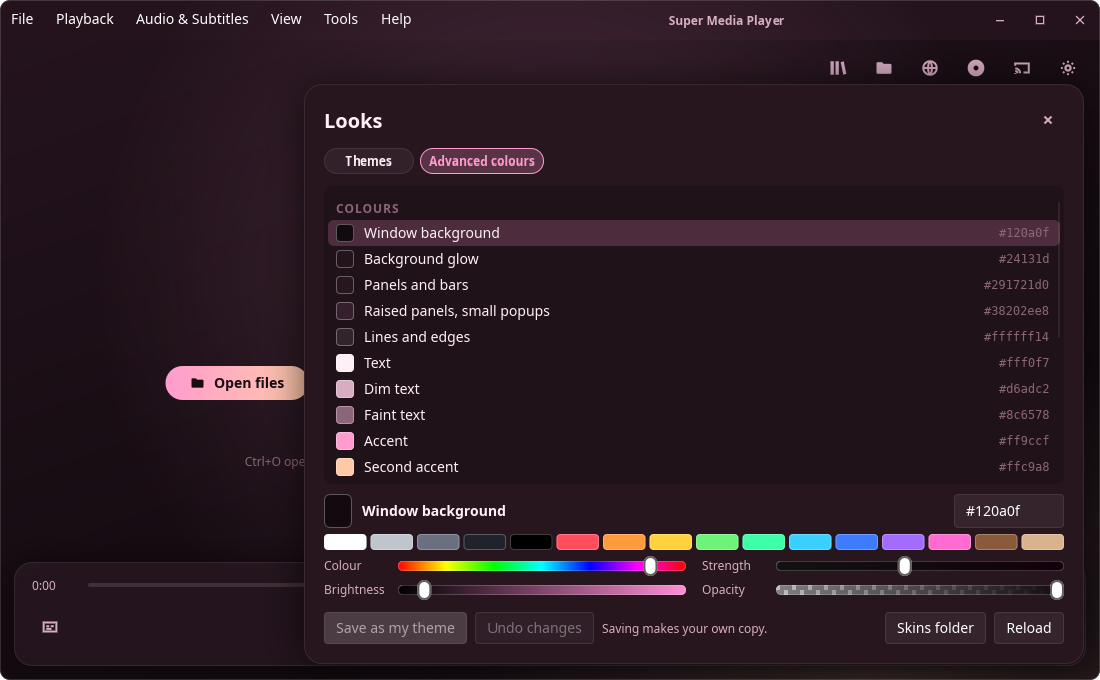 File Playback Audio & Subtitles View Tools Help Super Media Player
Looks
Themes Advanced colours
COLOURS
Window background #120a0f
Background glow #24131d
Panels and bars #291721d0
Raised panels, small popups #38202ee8
Lines and edges #ffffff14
Text #fff0f7
Dim text #d6adc2
Faint text #8c6578
Accent #ff9ccf
Second accent #ffc9a8
Open files
Ctrl+O ope
Window background #120a0f
Colour Strength
Brightness Opacity
0:00
Save as my theme Undo changes Saving makes your own copy. Skins folder Reload